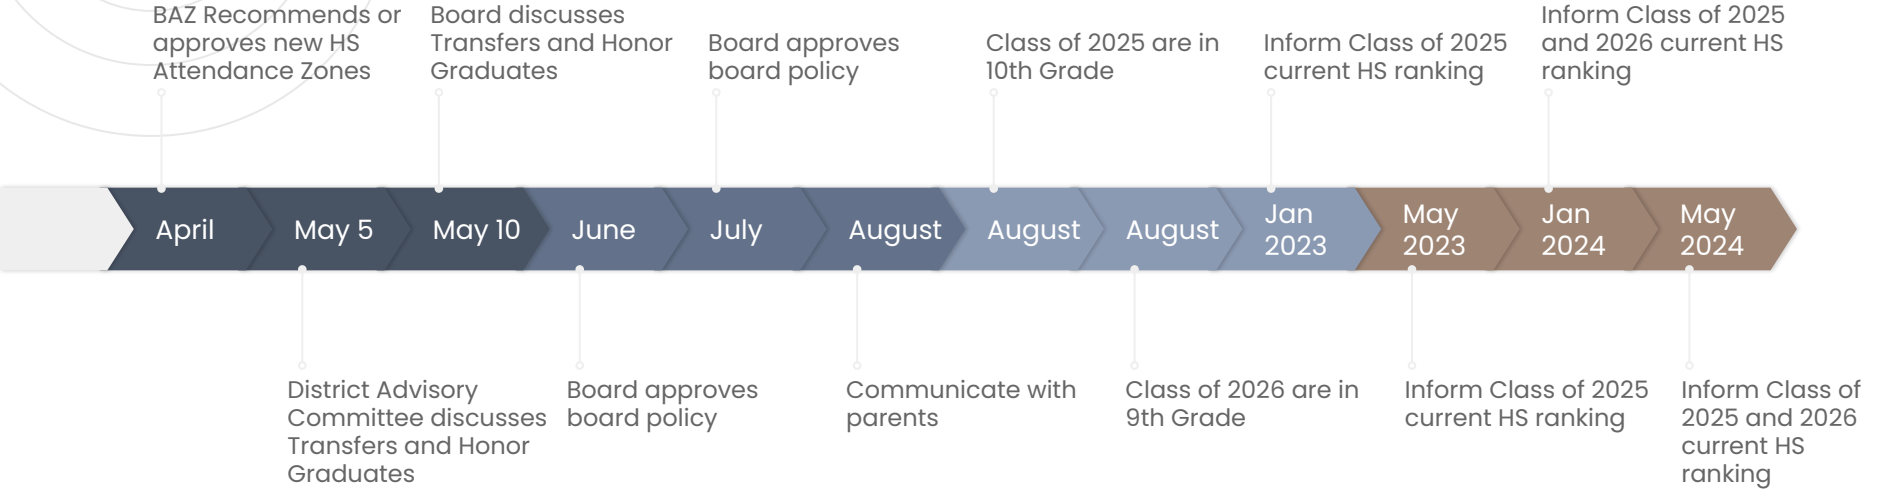 BAZ Recommends or
approves new HS
Attendance Zones
Board discusses
Transfers and Honor
Graduates
Board approves
board policy
Class of 2025 are in
10th Grade
Inform Class of 2025
current HS ranking
Inform Class of 2025
and 2026 current HS
ranking
April
May 5
May 10
June
July
August
August
August
Jan
2023
May
2023
Jan
2024
May
2024
District Advisory
Committee discusses
Transfers and Honor
Graduates
Board approves
board policy
Communicate with
parents
Class of 2026 are in
9th Grade
Inform Class of 2025
current HS ranking
Inform Class of
2025 and 2026
current HS
ranking